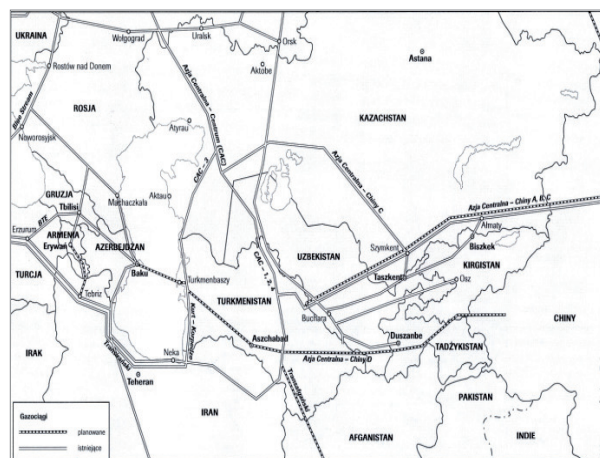 UKRAINA
Wołgograd
Uralsk
Orsk
Rostów nad Donem
Aktobe
Astana
Azja Centralna – Centrum (CAC)
Blue Stream
ROSJA
KAZACHSTAN
Noworosyjsk
Atyrau
Azja Centralna – Chiny C
CAC – 3
GRUZJA
Tbilisi
Machaczkała
Aktau
Azja Centralna – Chiny A, B, C
Erzurum
BTE
ARMENIA
Erywań
AZERBEJDŻAN
UZBEKISTAN
Szymkent
Ałmaty
Biszkek
Baku
Taszkent
KIRGISTAN
TURCJA
Tebriz
Turkmenbaszy
CAC – 1, 2, 4
Osz
TURKMENISTAN
Buchara
CHINY
Aszchabad
Duszanbe
IRAK
Neka
Azja Centralna – Chiny D
TADŻYKISTAN
Teheran
PAKISTAN
IRAN
AFGANISTAN
INDIE
Gazociągi
planowane
istniejące